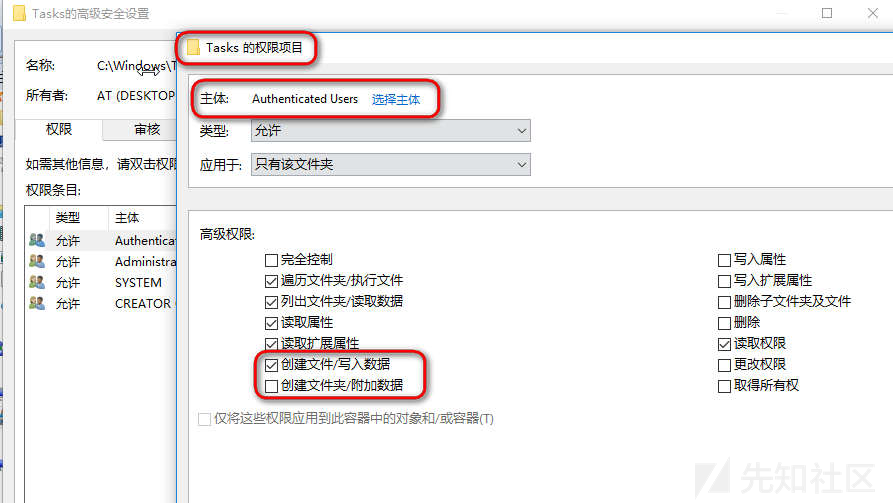 Tasks的高级安全设置
Tasks 的权限项目
名称: C:\Windows\T
所有者: AT (DESKTOP
权限 审核
如需其他信息，请双击权限
权限条目:
类型 主体
允许 Authentica
允许 Administra
允许 SYSTEM
允许 CREATOR
主体: Authenticated Users 选择主体
类型: 允许
应用于: 只有该文件夹
高级权限:
完全控制
遍历文件夹/执行文件
列出文件夹/读取数据
读取属性
读取扩展属性
创建文件/写入数据
创建文件夹/附加数据
写入属性
写入扩展属性
删除子文件夹及文件
删除
读取权限
更改权限
取得所有权
仅将这些权限应用到此容器中的对象和/或容器(T)
先知社区